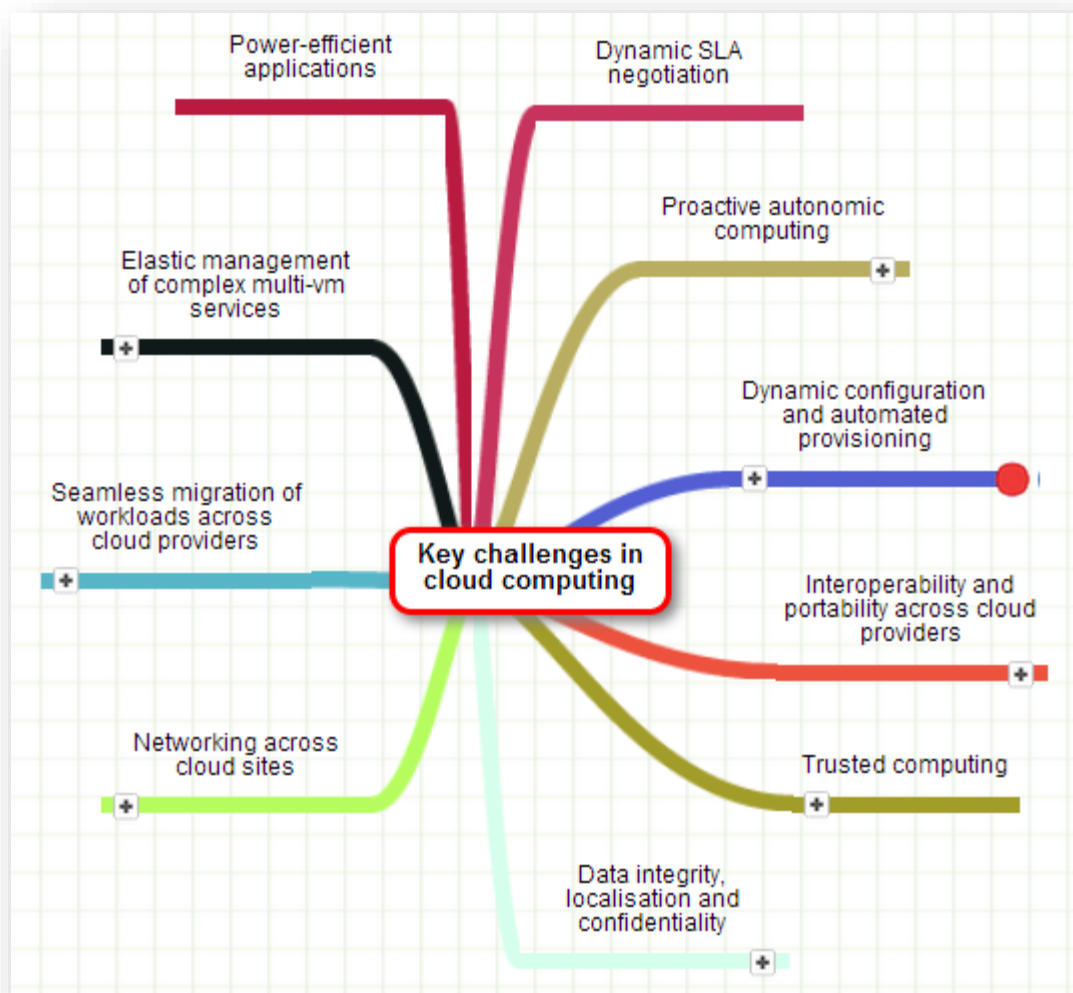 Power-efficient
applications
Dynamic SLA
negotiation
Proactive autonomic
computing
Elastic management
of complex multi-vm
services
Dynamic configuration
and automated
provisioning
Seamless migration of
workloads across
cloud providers
Key challenges in
cloud computing
Interoperability and
portability across cloud
providers
Networking across
cloud sites
Trusted computing
Data integrity,
localisation and
confidentiality